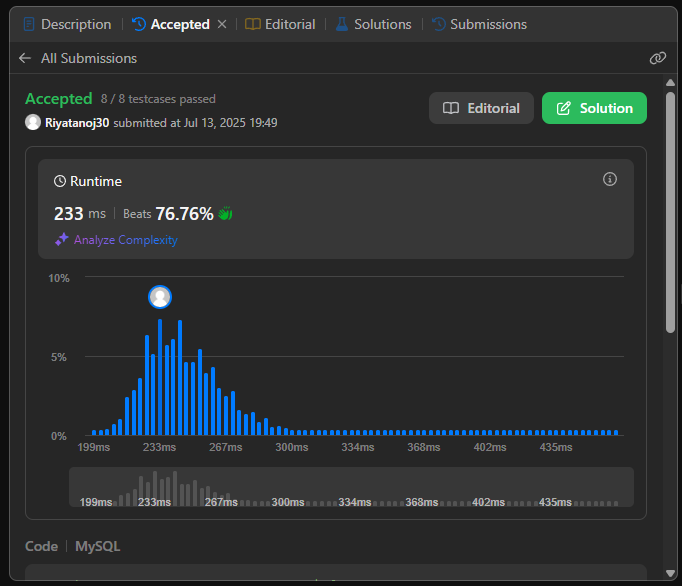 Description Accepted Editorial Solutions Submissions
All Submissions
Accepted 8 / 8 testcases passed
Riyatanoj30 submitted at Jul 13, 2025 19:49
Editorial Solution
Runtime
233 ms Beats 76.76%
Analyze Complexity
10%
5%
0%
199ms 233ms 267ms 300ms 334ms 368ms 402ms 435ms
199ms 233ms 267ms 300ms 334ms 368ms 402ms 435ms
Code MySQL